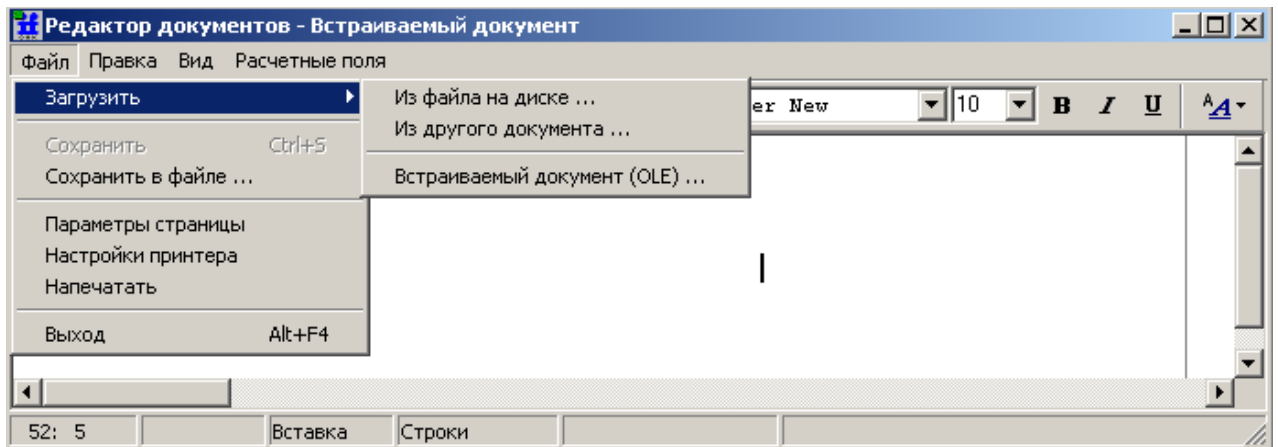 Редактор документов - Встраиваемый документ
Файл Правка Вид Расчетные поля
Загрузить
Из файла на диске ...
er New 10 B I U AA
Из другого документа ...
Сохранить Ctrl+S
Сохранить в файле ...
Встраиваемый документ (OLE) ...
Параметры страницы
Настройки принтера
Напечатать
Выход Alt+F4
52: 5 Вставка Строки